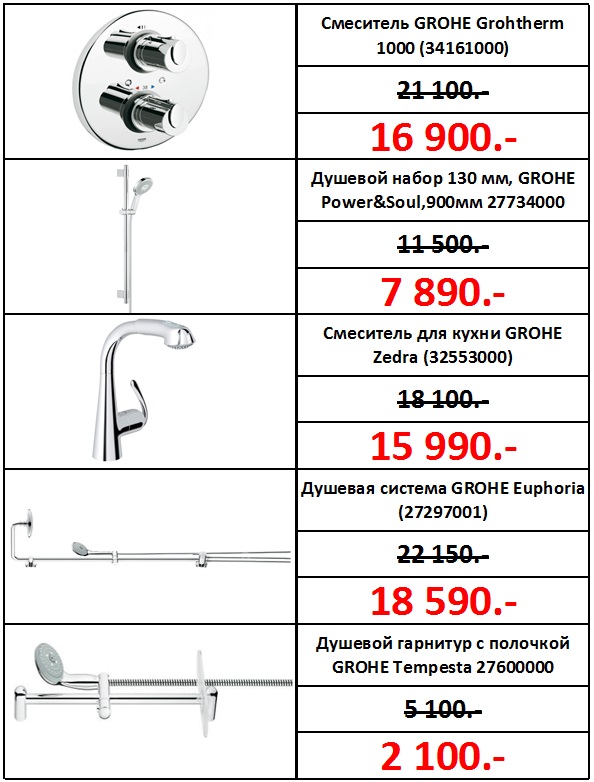 Смеситель GROHE Grohtherm
1000 (34161000)
21 100.-
16 900.-
Душевой набор 130 мм, GROHE
Power&Soul,900мм 27734000
11 500.-
7 890.-
Смеситель для кухни GROHE
Zedra (32553000)
18 100.-
15 990.-
Душевая система GROHE Euphoria
(27297001)
22 150.-
18 590.-
Душевой гарнитур с полочкой
GROHE Tempesta 27600000
5 100.-
2 100.-